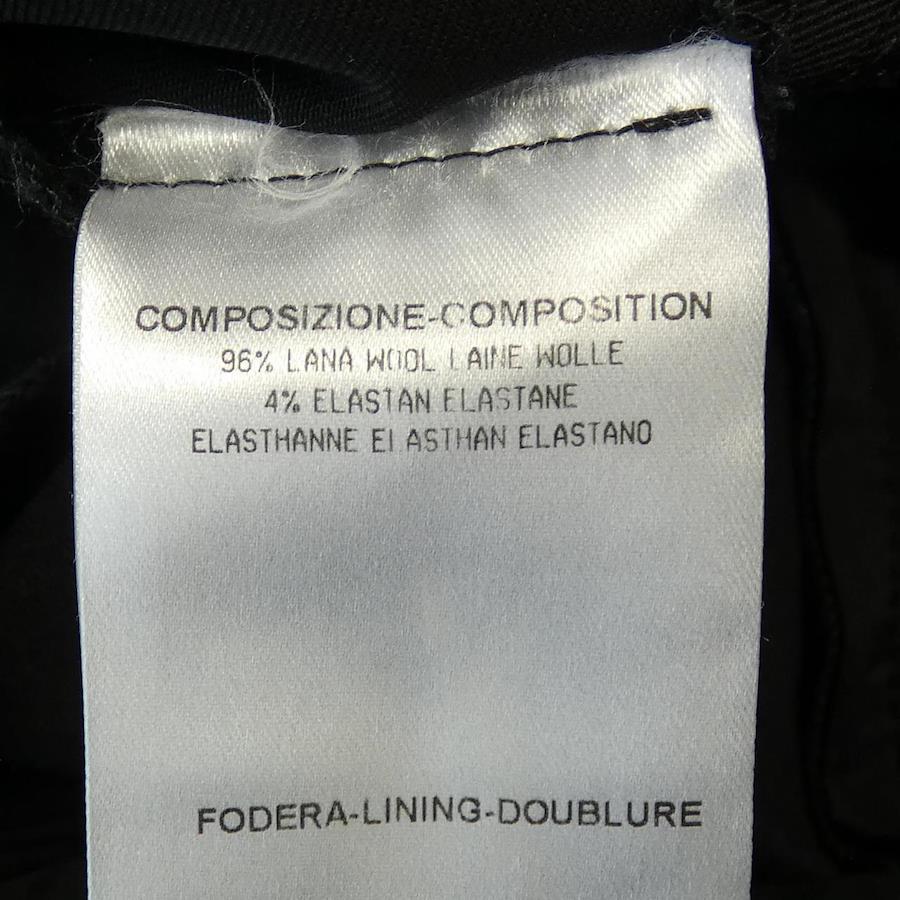 COMPOSIZIONE-COMPOSITION
96% LANA WOOL LAINE WOLLE
4% ELASTAN ELASTANE
ELASTHANNE ELASTHAN ELASTANO
FODERA-LINING-DOUBLURE